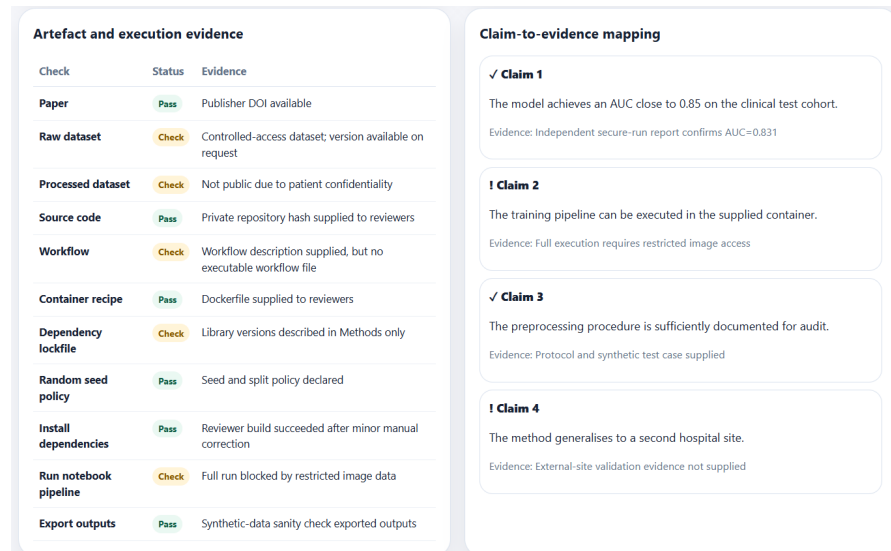 Artefact and execution evidence
Check Status Evidence
Paper Pass Publisher DOI available
Raw dataset Check Controlled-access dataset; version available on
request
Processed dataset Check Not public due to patient confidentiality
Source code Pass Private repository hash supplied to reviewers
Workflow Check Workflow description supplied, but no
executable workflow file
Container recipe Pass Dockerfile supplied to reviewers
Dependency Check Library versions described in Methods only
lockfile
Random seed Pass Seed and split policy declared
policy
Install Pass Reviewer build succeeded after minor manual
dependencies correction
Run notebook Check Full run blocked by restricted image data
pipeline
Export outputs Pass Synthetic-data sanity check exported outputs
Claim-to-evidence mapping
✓ Claim 1
The model achieves an AUC close to 0.85 on the clinical test cohort.
Evidence: Independent secure-run report confirms AUC=0.831
! Claim 2
The training pipeline can be executed in the supplied container.
Evidence: Full execution requires restricted image access
✓ Claim 3
The preprocessing procedure is sufficiently documented for audit.
Evidence: Protocol and synthetic test case supplied
! Claim 4
The method generalises to a second hospital site.
Evidence: External-site validation evidence not supplied